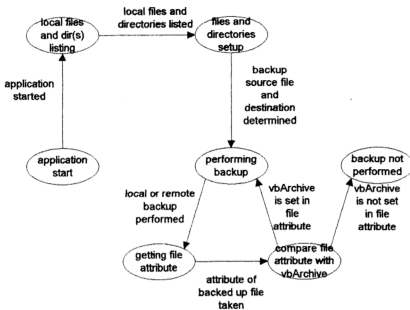 local files
and dir(s)
listing
local files and
directories listed
files and
directories
setup
application
started
backup
source file
and
destination
determined
application
start
performing
backup
backup not
performed
local or remote
backup
performed
vbArchive
is set in
file
attribute
vbArchive
is not set
in file
attribute
getting file
attribute
attribute of
backed up file
taken
compare file
attribute with
vbArchive